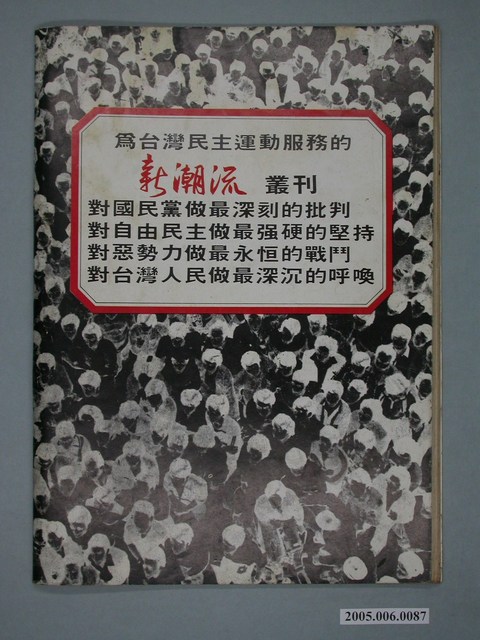 爲台灣民主運動服務的
新潮流 叢刊
對國民黨做最深刻的批判
對自由民主做最强硬的堅持
對惡勢力做最永恒的戰鬥
對台灣人民做最深沉的呼喚
2005.006.0087